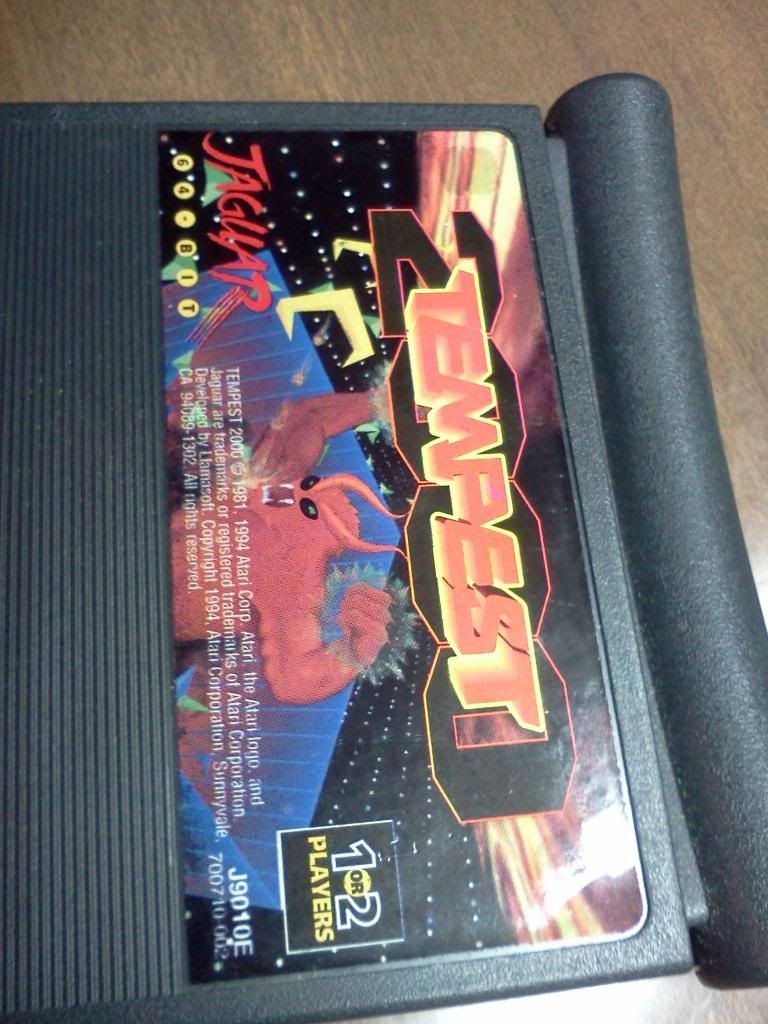 2000
TEMPEST
JAGUAR
64-BIT
TEMPEST 2000 © 1981, 1994 Atari Corp. Atari, the Atari logo, and
Jaguar are trademarks or registered trademarks of Atari Corporation.
Developed by Llamasoft. Copyright 1994, Atari Corporation, Sunnyvale,
CA 94089-1302. All rights reserved.
1 OR 2
PLAYERS
J9010E
700710-002